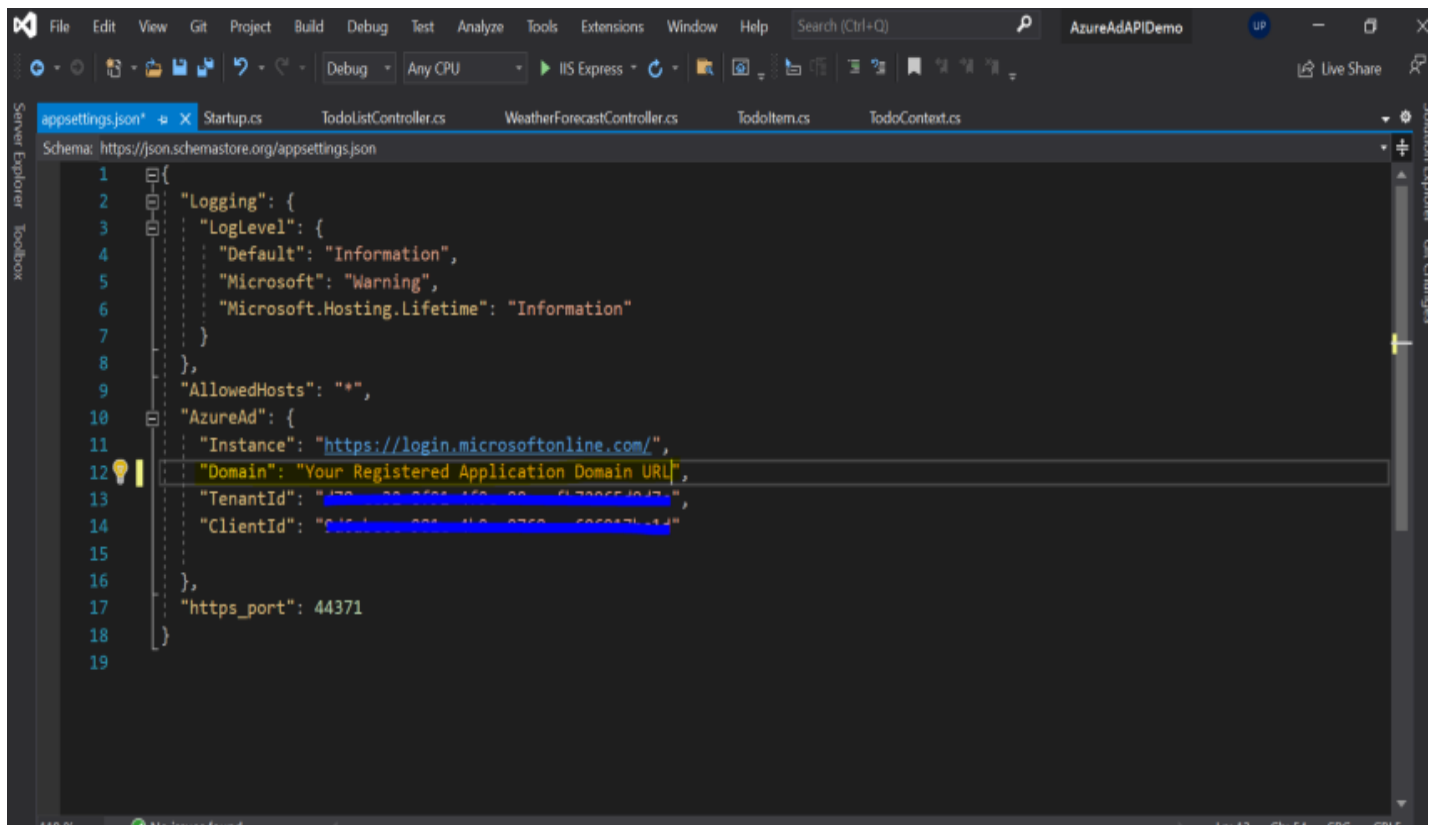 File Edit View Git Project Build Debug Test Analyze Tools Extensions Window Help Search (Ctrl+Q) AzureAdAPIDemo UP
Debug Any CPU IIS Express Live Share
Server Explorer
Toolbox
appsettings.json* Startup.cs TodoListController.cs WeatherForecastController.cs TodoItem.cs TodoContext.cs
Schema: https://json.schemastore.org/appsettings.json
1 {
2 "Logging": {
3 "LogLevel": {
4 "Default": "Information",
5 "Microsoft": "Warning",
6 "Microsoft.Hosting.Lifetime": "Information"
7 }
8 },
9 "AllowedHosts": "*",
10 "AzureAd": {
11 "Instance": "https://login.microsoftonline.com/",
12 "Domain": "Your Registered Application Domain URL",
13 "TenantId": "",
14 "ClientId": ""
15
16 },
17 "https_port": 44371
18 }
19